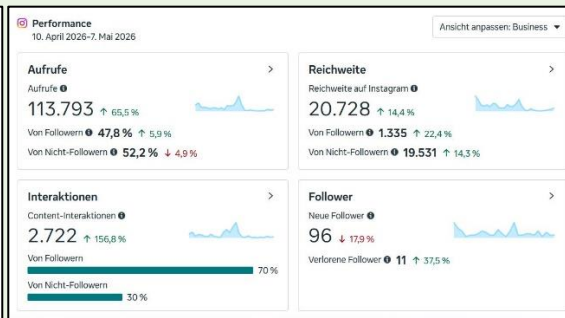 Performance
10. April 2026-7. Mai 2026
Ansicht anpassen: Business
Aufrufe
Aufrufe
113.793 ↑ 65,5 %
Von Followern 47,8 % ↑ 5,9 %
Von Nicht-Followern 52,2 % ↓ 4,9 %
Reichweite
Reichweite auf Instagram
20.728 ↑ 14,4 %
Von Followern 1.335 ↑ 22,4 %
Von Nicht-Followern 19.531 ↑ 14,3 %
Interaktionen
Content-Interaktionen
2.722 ↑ 156,8 %
Von Followern
70 %
Von Nicht-Followern
30 %
Follower
Neue Follower
96 ↓ 17,9 %
Verlorene Follower 11 ↑ 37,5 %